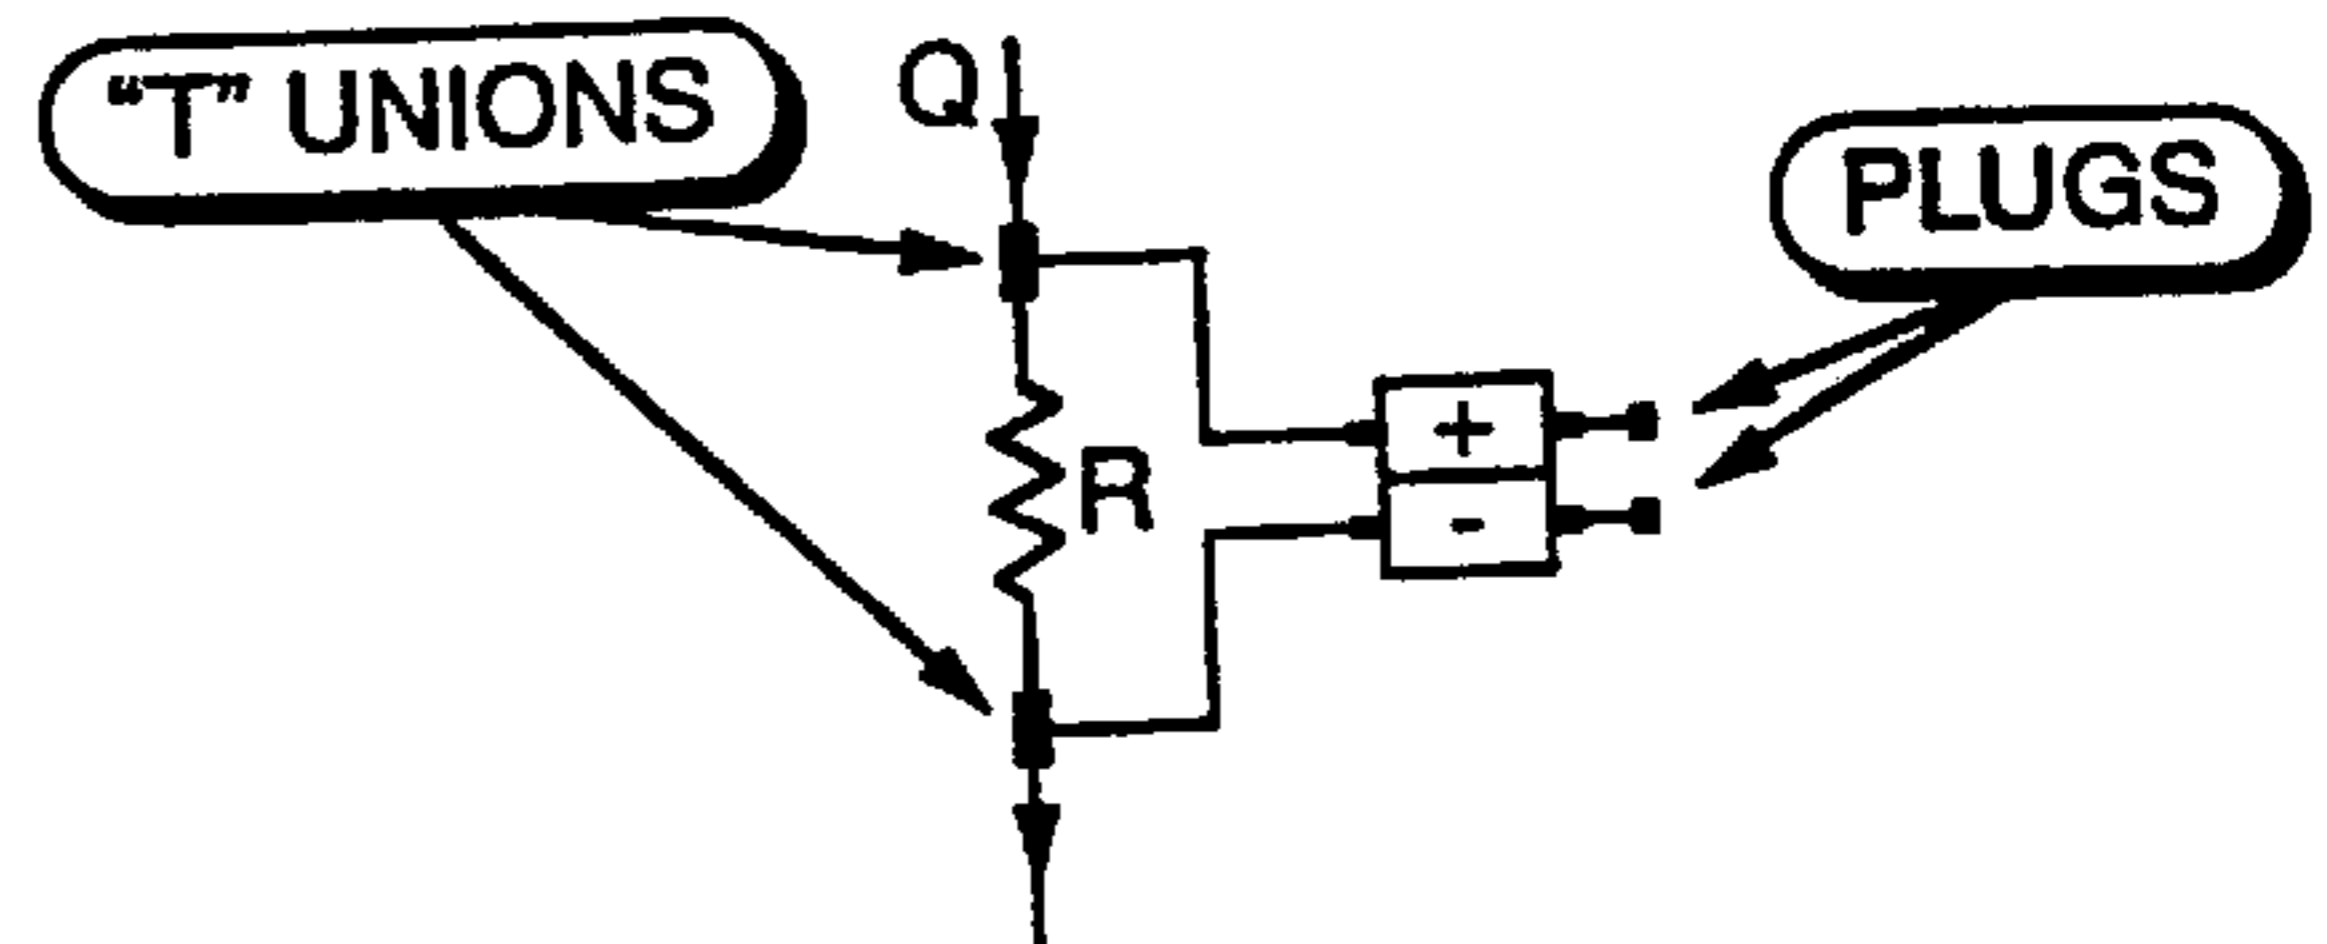 “T” UNIONS
Q
PLUGS
+
R
-